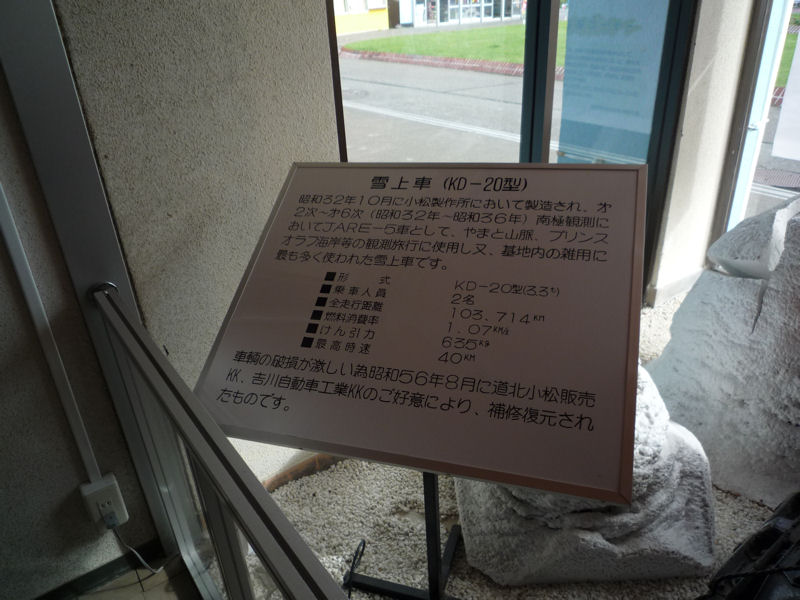 雪上車 (KD－20型)
昭和32年10月に小松製作所において製造され、才
2次～才6次（昭和32年～昭和36年）南極観測に
おいてJARE－5車として、やまと山脈、プリンス
オラフ海岸等の観測旅行に使用し又、基地内の雑用に
最も多く使われた雪上車です。
■形式 KD－20型(3.3t)
■乗車人員 2名
■全走行距離 103,714KM
■燃料消費率 1.07KM/ℓ
■けん引力 635Kg
■最高時速 40KM
車輌の破損が激しい為昭和56年8月に道北小松販売
KK、吉川自動車工業KKのご好意により、補修復元され
たものです。